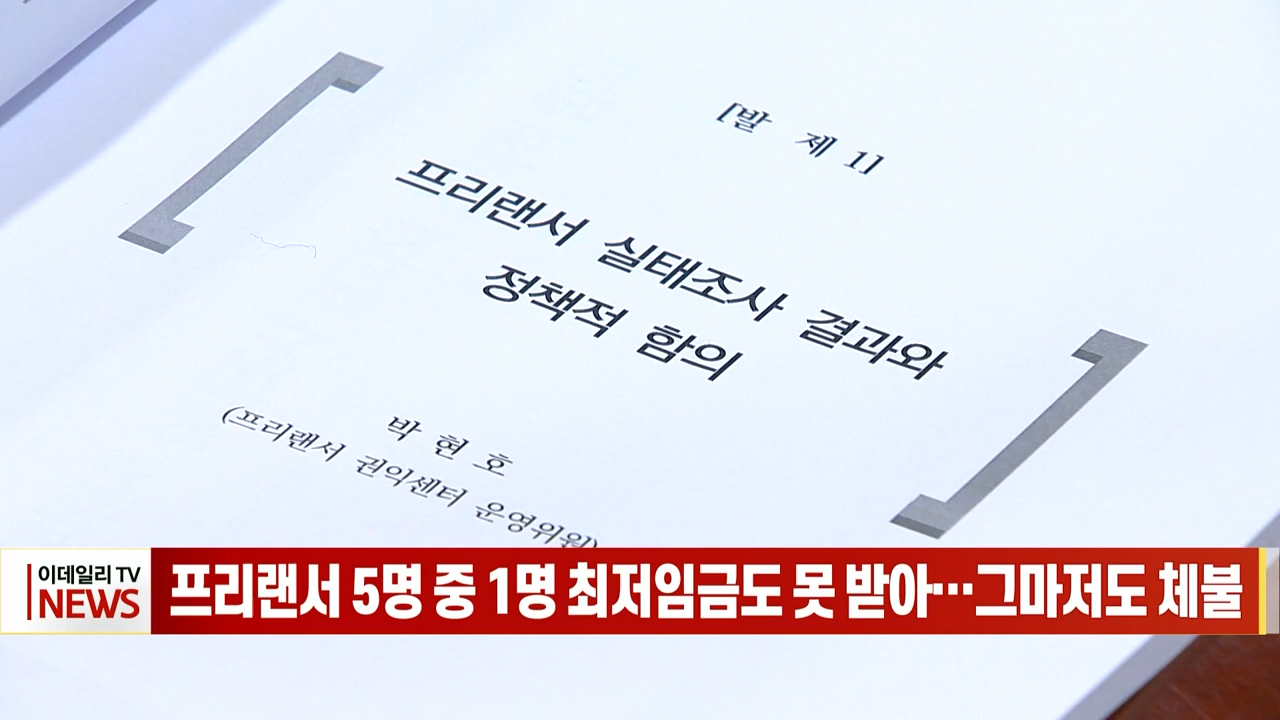 [발 제 1]
프리랜서 실태조사 결과와
정책적 함의
박 현 호
(프리랜서 권익센터 운영위원)
이데일리 TV
NEWS
프리랜서 5명 중 1명 최저임금도 못 받아…그마저도 체불